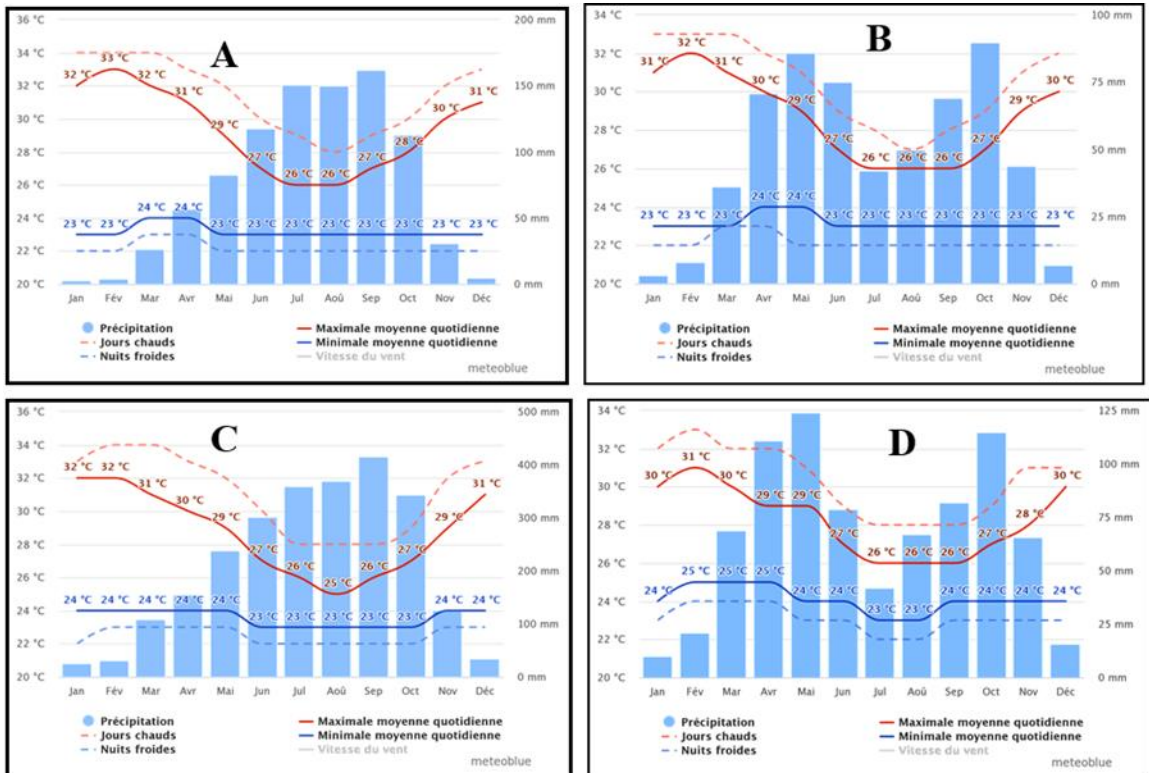 A
36 °C
34 °C
32 °C
30 °C
28 °C
26 °C
24 °C
22 °C
20 °C
200 mm
150 mm
100 mm
50 mm
0 mm
32 °C 33 °C 32 °C 31 °C 29 °C 27 °C 26 °C 26 °C 27 °C 28 °C 30 °C 31 °C
23 °C 23 °C 24 °C 24 °C 23 °C 23 °C 23 °C 23 °C 23 °C 23 °C 23 °C 23 °C
Jan Fév Mar Avr Mai Jun Jul Aoû Sep Oct Nov Déc
Précipitation Maximale moyenne quotidienne
Jours chauds Minimale moyenne quotidienne
Nuits froides Vitesse du vent
meteoblue
B
34 °C
32 °C
30 °C
28 °C
26 °C
24 °C
22 °C
20 °C
100 mm
75 mm
50 mm
25 mm
0 mm
31 °C 32 °C 31 °C 30 °C 29 °C 27 °C 26 °C 26 °C 26 °C 27 °C 29 °C 30 °C
23 °C 23 °C 23 °C 24 °C 24 °C 23 °C 23 °C 23 °C 23 °C 23 °C 23 °C 23 °C
Jan Fév Mar Avr Mai Jun Jul Aoû Sep Oct Nov Déc
Précipitation Maximale moyenne quotidienne
Jours chauds Minimale moyenne quotidienne
Nuits froides Vitesse du vent
meteoblue
C
36 °C
34 °C
32 °C
30 °C
28 °C
26 °C
24 °C
22 °C
20 °C
500 mm
400 mm
300 mm
200 mm
100 mm
0 mm
32 °C 32 °C 31 °C 30 °C 29 °C 27 °C 26 °C 25 °C 26 °C 27 °C 29 °C 31 °C
24 °C 24 °C 24 °C 24 °C 24 °C 23 °C 23 °C 23 °C 23 °C 23 °C 24 °C 24 °C
Jan Fév Mar Avr Mai Jun Jul Aoû Sep Oct Nov Déc
Précipitation Maximale moyenne quotidienne
Jours chauds Minimale moyenne quotidienne
Nuits froides Vitesse du vent
meteoblue
D
34 °C
32 °C
30 °C
28 °C
26 °C
24 °C
22 °C
20 °C
125 mm
100 mm
75 mm
50 mm
25 mm
0 mm
30 °C 31 °C 30 °C 29 °C 29 °C 27 °C 26 °C 26 °C 26 °C 27 °C 28 °C 30 °C
24 °C 25 °C 25 °C 25 °C 24 °C 24 °C 23 °C 23 °C 24 °C 24 °C 24 °C 24 °C
Jan Fév Mar Avr Mai Jun Jul Aoû Sep Oct Nov Déc
Précipitation Maximale moyenne quotidienne
Jours chauds Minimale moyenne quotidienne
Nuits froides Vitesse du vent
meteoblue